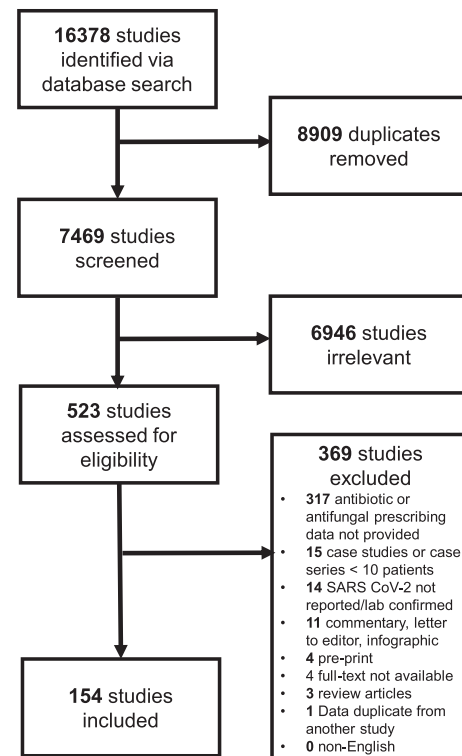 16378 studies
identified via
database search
8909 duplicates
removed
7469 studies
screened
6946 studies
irrelevant
523 studies
assessed for
eligibility
369 studies
excluded
• 317 antibiotic or
antifungal prescribing
data not provided
• 15 case studies or case
series < 10 patients
• 14 SARS CoV-2 not
reported/lab confirmed
• 11 commentary, letter
to editor, infographic
• 4 pre-print
• 4 full-text not available
• 3 review articles
• 1 Data duplicate from
another study
• 0 non-English
154 studies
included